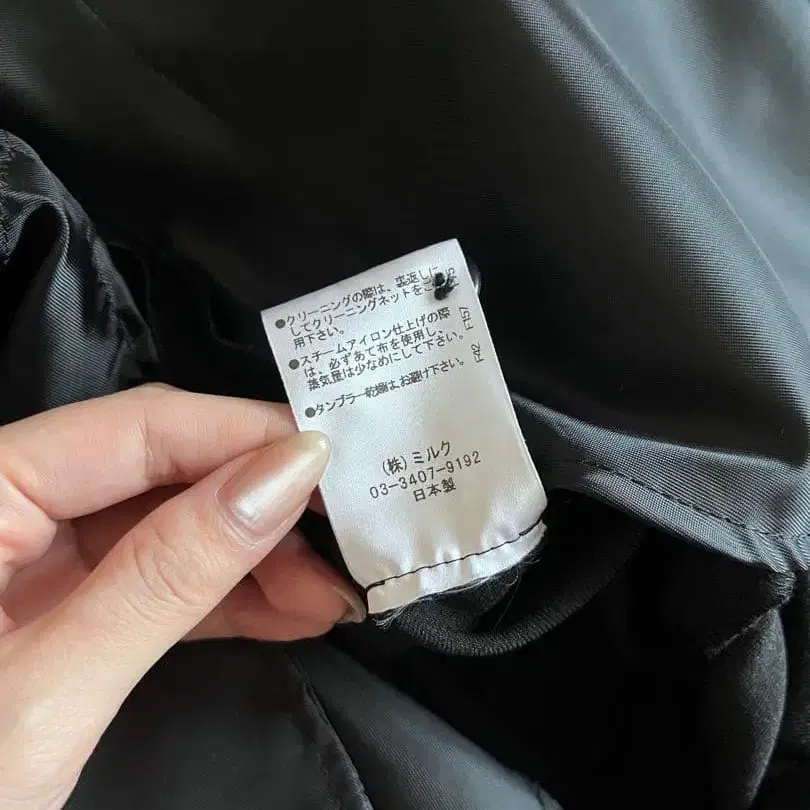 ●クリーニングの際は、裏返しに
してクリーニングネットをご
用下さい。
●スチームアイロン仕上げの際
は、必ずあて布を使用し、
蒸気量は少なめにして下さい。
●タンブラー乾燥は、お避け下さい。
(株)ミルク
03-3407-9192
日本製